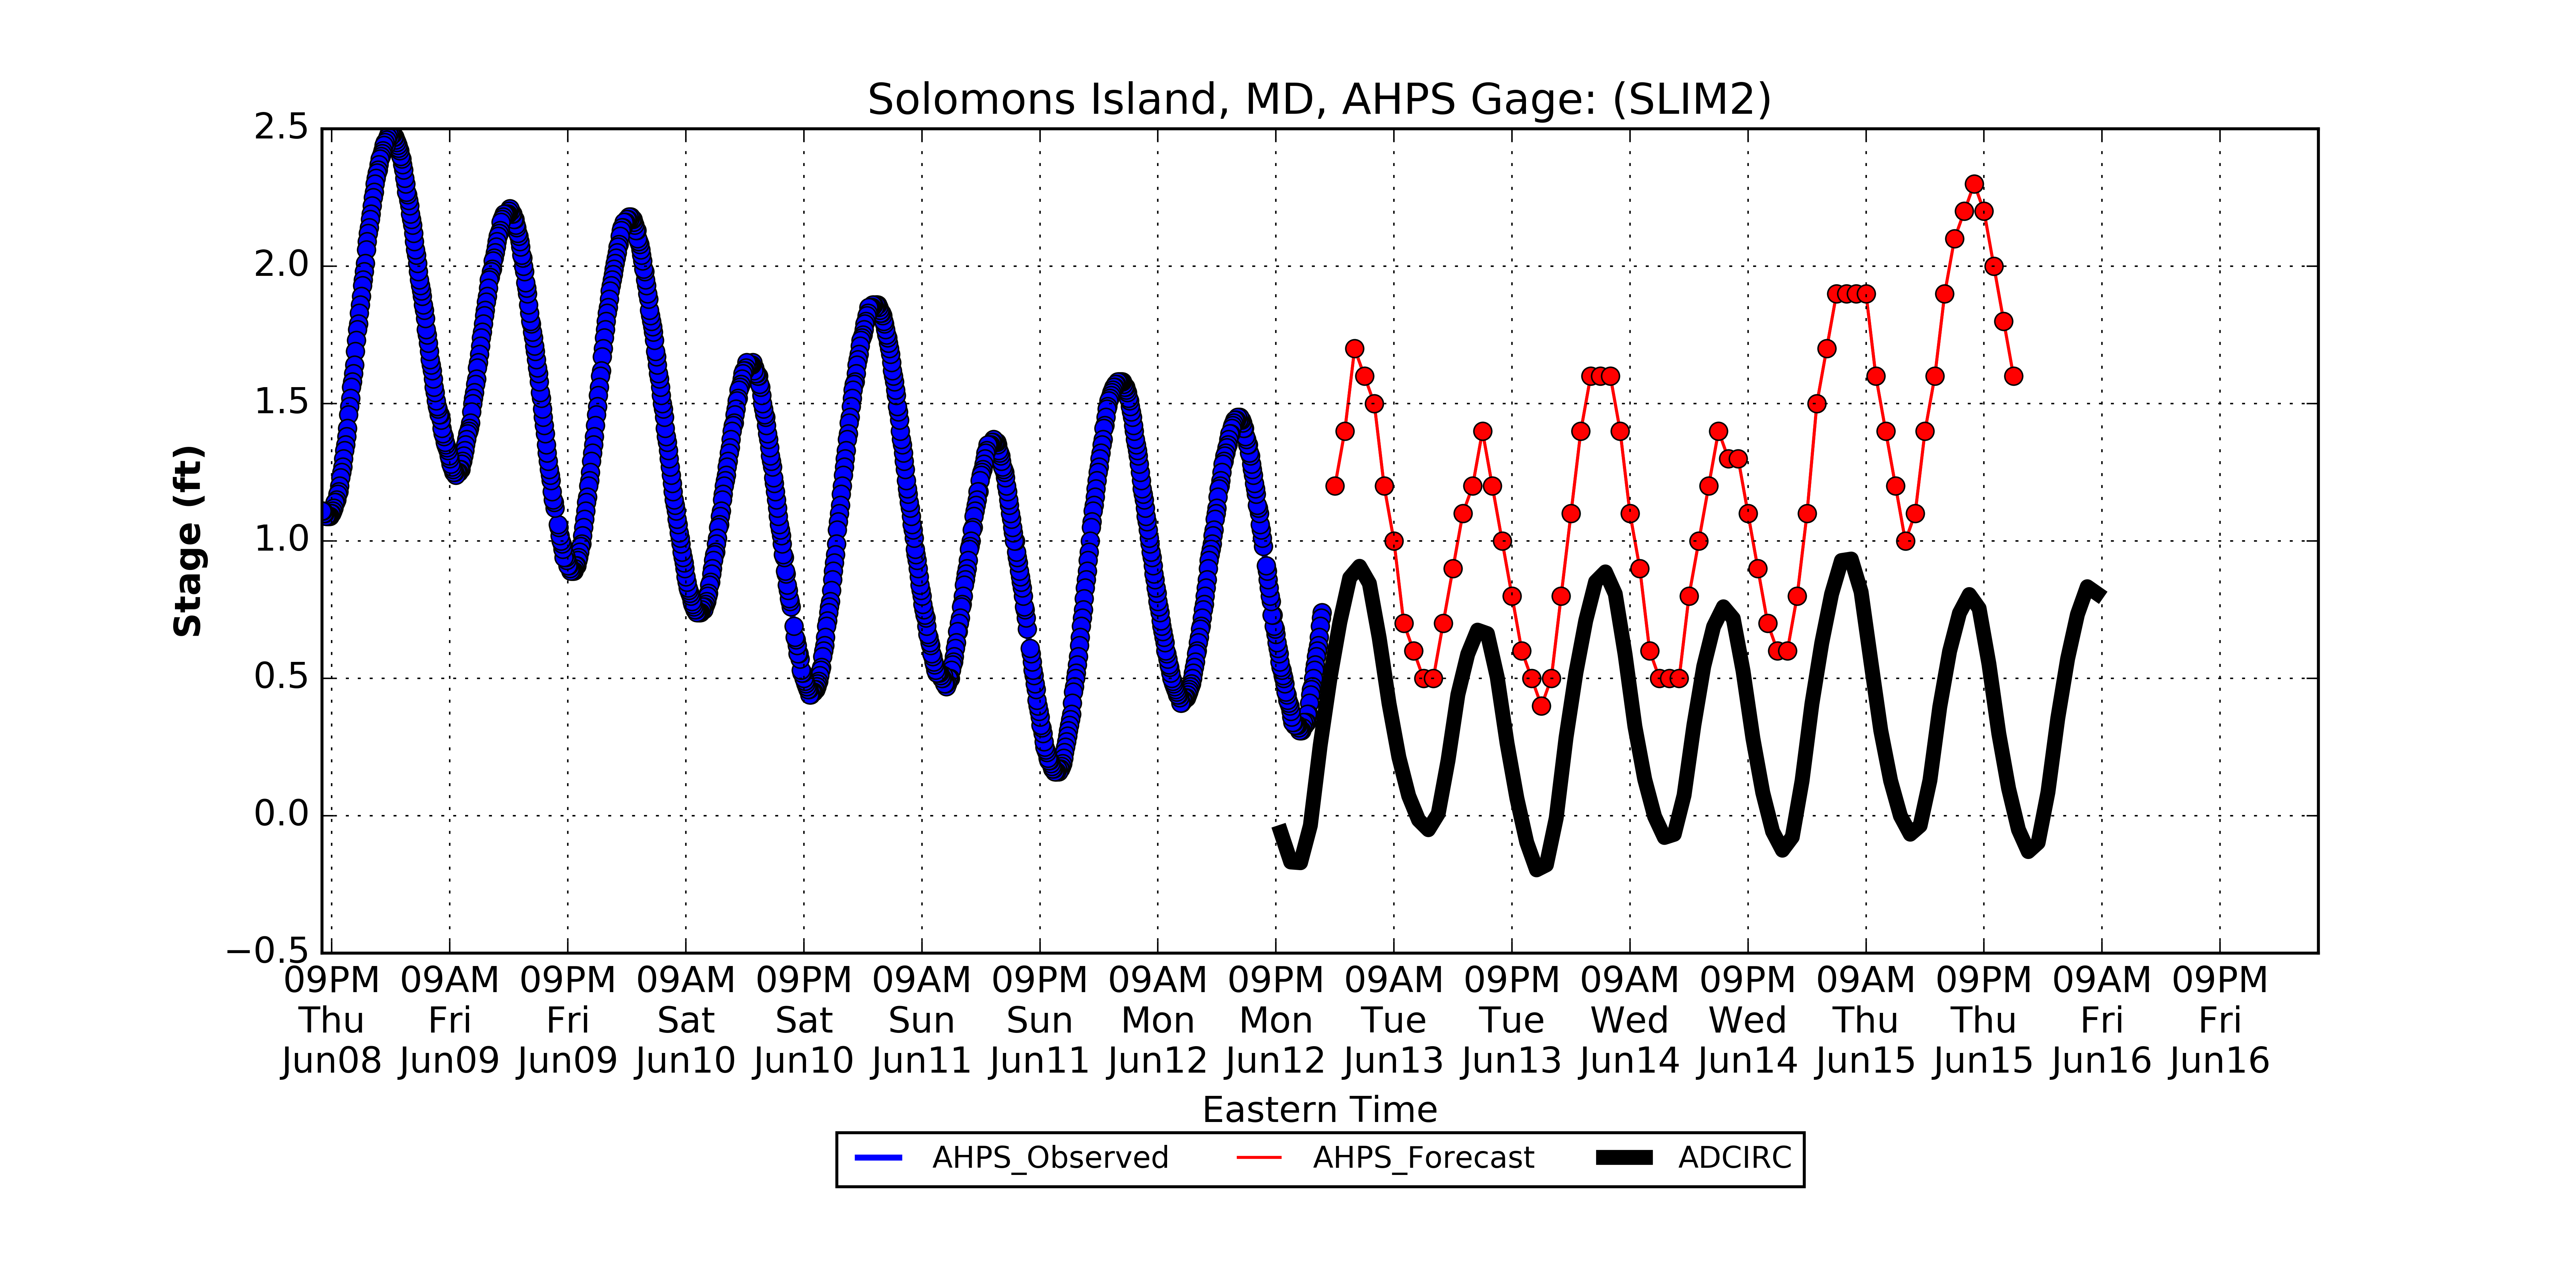 Solomons Island, MD, AHPS Gage: (SLIM2)
2.5
2.0
1.5
1.0
0.5
0.0
−0.5
Stage (ft)
09PM 09AM 09PM 09AM 09PM 09AM 09PM 09AM 09PM 09AM 09PM 09AM 09PM 09AM 09PM 09AM 09PM
Thu Fri Fri Sat Sat Sun Sun Mon Mon Tue Tue Wed Wed Thu Thu Fri Fri
Jun08 Jun09 Jun09 Jun10 Jun10 Jun11 Jun11 Jun12 Jun12 Jun13 Jun13 Jun14 Jun14 Jun15 Jun15 Jun16 Jun16
Eastern Time
AHPS_Observed AHPS_Forecast ADCIRC